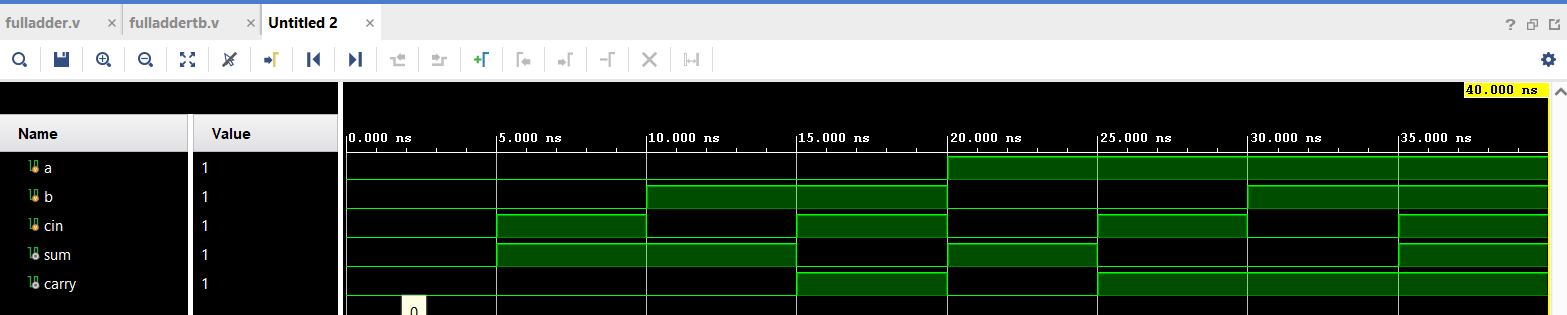 fulladder.v × fulladdertb.v × Untitled 2 ×
?
40.000 ns
Name Value
0.000 ns 5.000 ns 10.000 ns 15.000 ns 20.000 ns 25.000 ns 30.000 ns 35.000 ns
a 1
b 1
cin 1
sum 1
carry 1
0